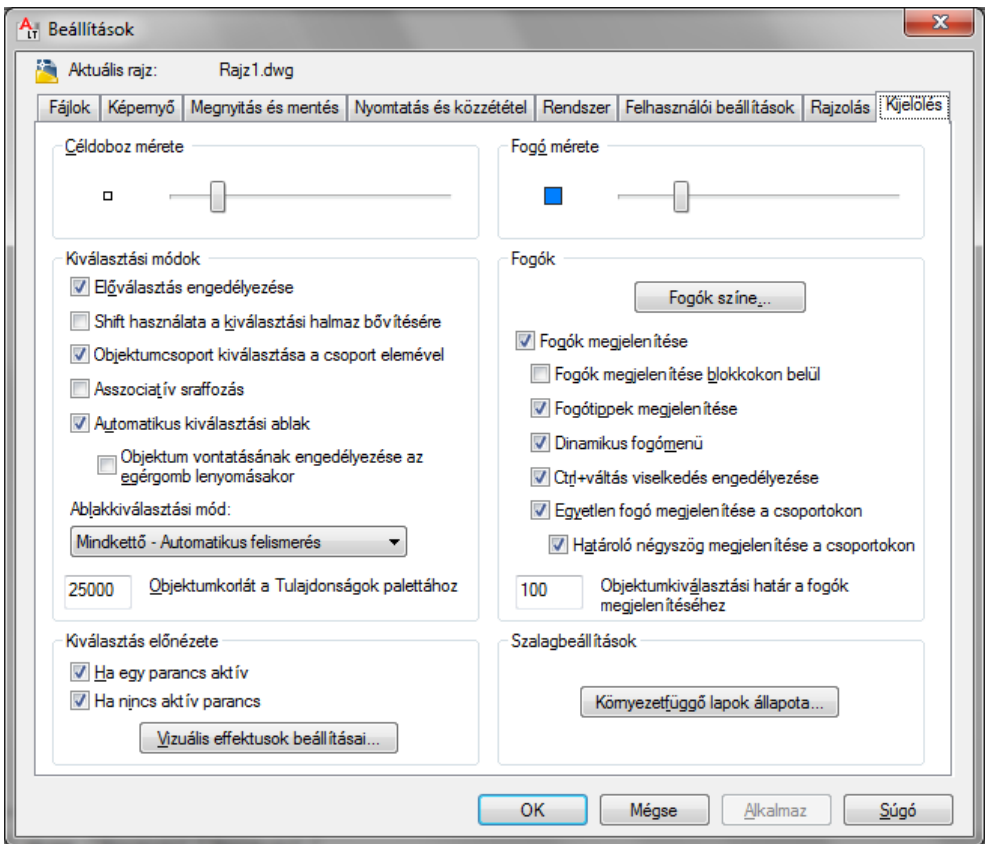 A LT Beállítások
Aktuális rajz: Rajz1.dwg
Fájlok Képernyő Megnyitás és mentés Nyomtatás és közzététel Rendszer Felhasználói beállítások Rajzolás Kijelölés
Céldoboz mérete
Kiválasztási módok
Előválasztás engedélyezése
Shift használata a kiválasztási halmaz bővítésére
Objektumcsoport kiválasztása a csoport elemével
Asszociatív sraffozás
Automatikus kiválasztási ablak
Objektum vontatásának engedélyezése az
egérgomb lenyomásakor
Ablakkiválasztási mód:
Mindkettő - Automatikus felismerés
25000 Objektumkorlát a Tulajdonságok palettához
Kiválasztás előnézete
Ha egy parancs aktív
Ha nincs aktív parancs
Vizuális effektusok beállításai...
Fogó mérete
Fogók
Fogók színe...
Fogók megjelenítése
Fogók megjelenítése blokkokon belül
Fogótippek megjelenítése
Dinamikus fogómenü
Ctrl+váltás viselkedés engedélyezése
Egyetlen fogó megjelenítése a csoportokon
Határoló négyszög megjelenítése a csoportokon
100 Objektumkiválasztási határ a fogók
megjelenítéséhez
Szalagbeállítások
Környezetfüggő lapok állapota...
OK Mégse Alkalmaz Súgó